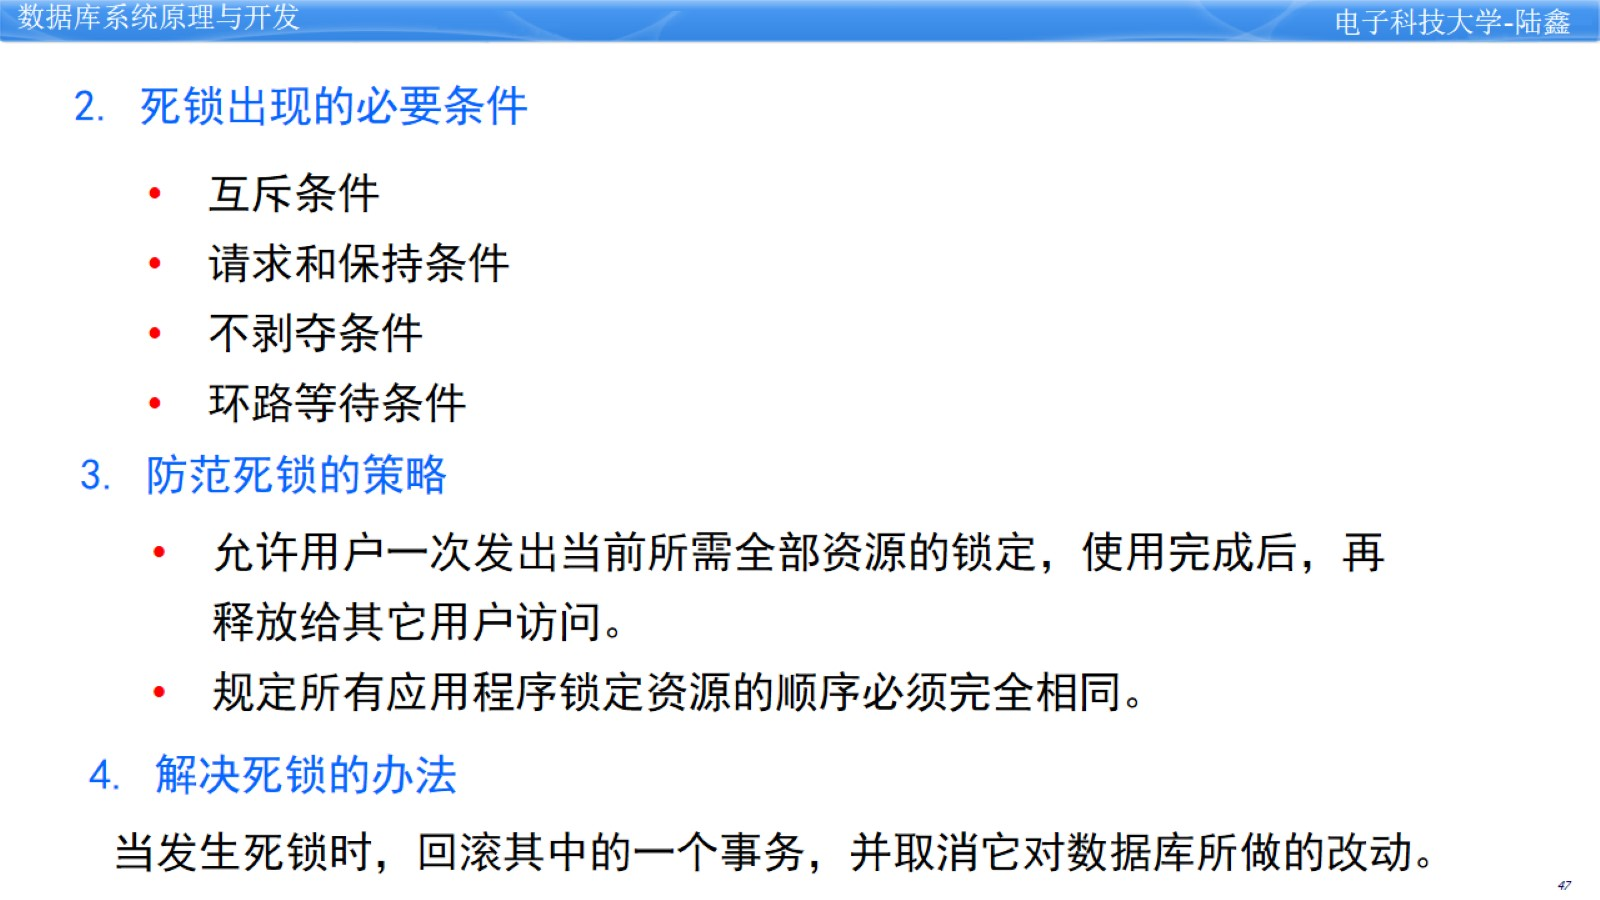 数据库系统原理与开发
电子科技大学-陆鑫
2. 死锁出现的必要条件
• 互斥条件
• 请求和保持条件
• 不剥夺条件
• 环路等待条件
3. 防范死锁的策略
• 允许用户一次发出当前所需全部资源的锁定，使用完成后，再
释放给其它用户访问。
• 规定所有应用程序锁定资源的顺序必须完全相同。
4. 解决死锁的办法
当发生死锁时，回滚其中的一个事务，并取消它对数据库所做的改动。
47